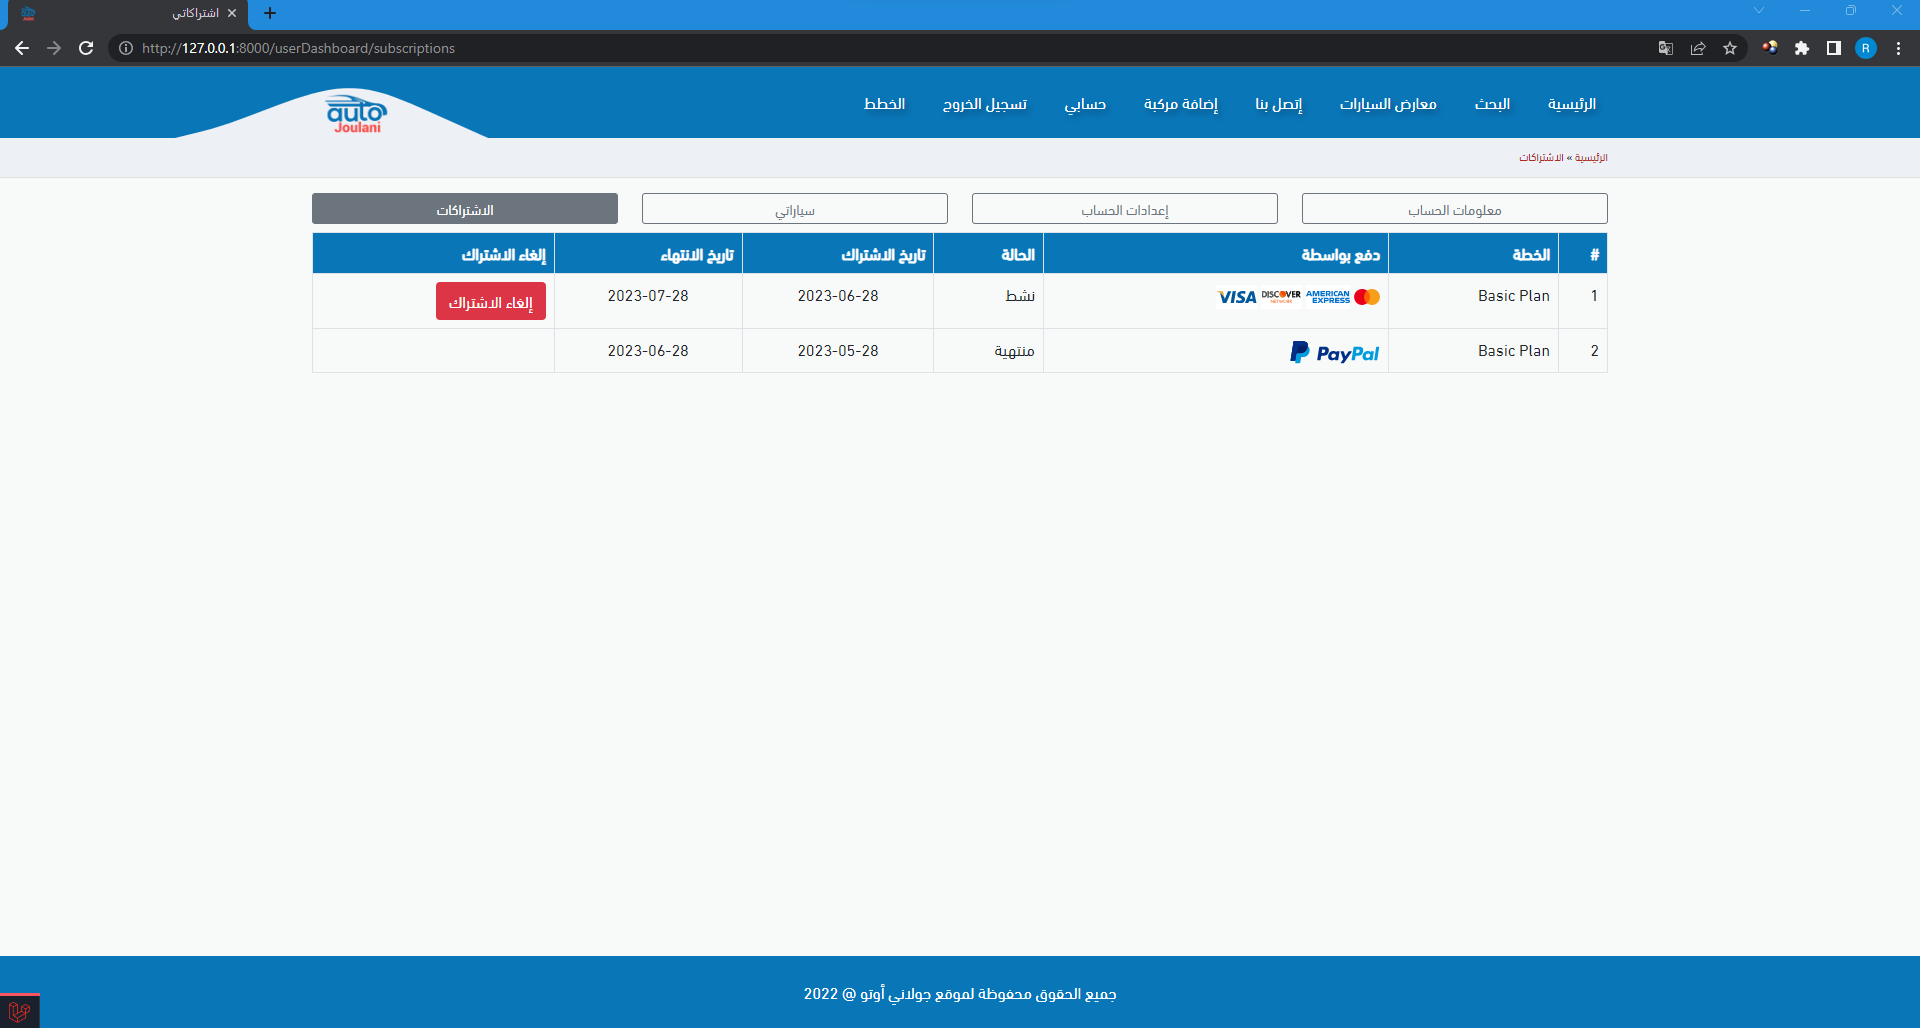 اشتراكاتي
http://127.0.0.1:8000/userDashboard/subscriptions
R
auto
Joulani
الرئيسية البحث معارض السيارات إتصل بنا إضافة مركبة حسابي تسجيل الخروج الخطط
الرئيسية » الاشتراكات
معلومات الحساب إعدادات الحساب سياراتي الاشتراكات
# الخطة دفع بواسطة الحالة تاريخ الاشتراك تاريخ الانتهاء إلغاء الاشتراك
1 Basic Plan VISA DISCOVER NETWORK AMERICAN EXPRESS نشط 2023-06-28 2023-07-28 إلغاء الاشتراك
2 Basic Plan PayPal منتهية 2023-05-28 2023-06-28
جميع الحقوق محفوظة لموقع جولاني أوتو @ 2022